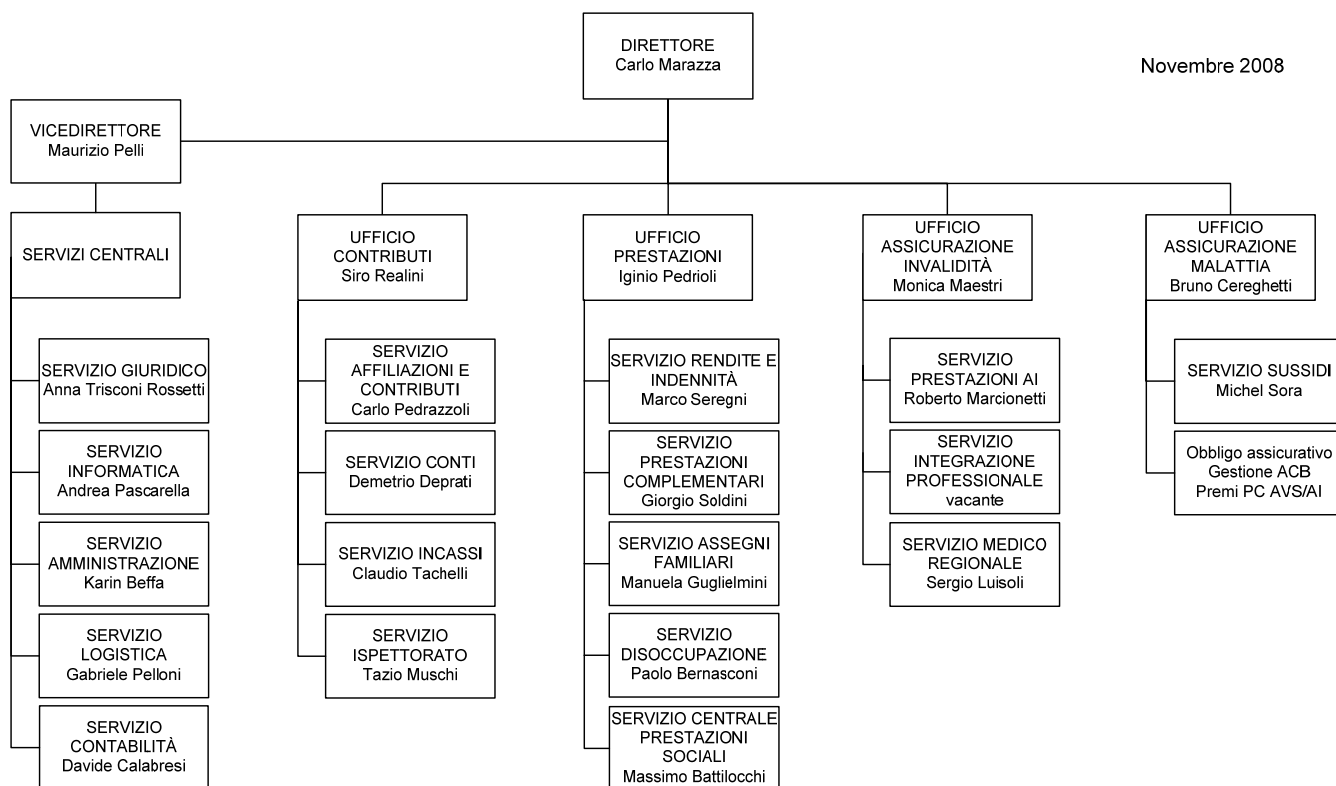 DIRETTORE
Carlo Marazza
Novembre 2008
VICEDIRETTORE
Maurizio Pelli
SERVIZI CENTRALI
UFFICIO
CONTRIBUTI
Siro Realini
UFFICIO
PRESTAZIONI
Iginio Pedrioli
UFFICIO
ASSICURAZIONE
INVALIDITÀ
Monica Maestri
UFFICIO
ASSICURAZIONE
MALATTIA
Bruno Cereghetti
SERVIZIO GIURIDICO
Anna Trisconi Rossetti
SERVIZIO
INFORMATICA
Andrea Pascarella
SERVIZIO
AMMINISTRAZIONE
Karin Beffa
SERVIZIO
LOGISTICA
Gabriele Pelloni
SERVIZIO
CONTABILITÀ
Davide Calabresi
SERVIZIO
AFFILIAZIONI E
CONTRIBUTI
Carlo Pedrazzoli
SERVIZIO CONTI
Demetrio Deprati
SERVIZIO INCASSI
Claudio Tachelli
SERVIZIO
ISPETTORATO
Tazio Muschi
SERVIZIO RENDITE E
INDENNITÀ
Marco Seregni
SERVIZIO
PRESTAZIONI
COMPLEMENTARI
Giorgio Soldini
SERVIZIO ASSEGNI
FAMILIARI
Manuela Guglielmini
SERVIZIO
DISOCCUPAZIONE
Paolo Bernasconi
SERVIZIO CENTRALE
PRESTAZIONI
SOCIALI
Massimo Battilocchi
SERVIZIO
PRESTAZIONI AI
Roberto Marcionetti
SERVIZIO
INTEGRAZIONE
PROFESSIONALE
vacante
SERVIZIO MEDICO
REGIONALE
Sergio Luisoli
SERVIZIO SUSSIDI
Michel Sora
Obbligo assicurativo
Gestione ACB
Premi PC AVS/AI